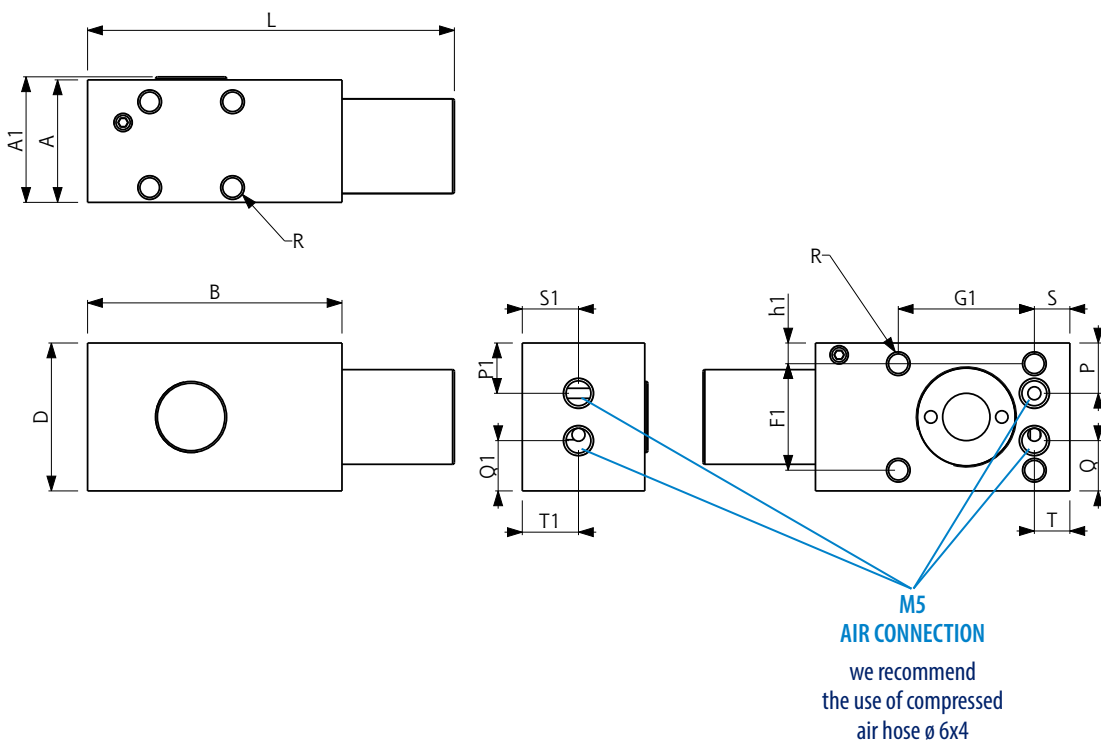 L
A1
A
R
B
D
S1
P1
Q1
T1
R
h1
G1
S
P
F1
Q
T
M5
AIR CONNECTION
we recommend
the use of compressed
air hose ø 6x4